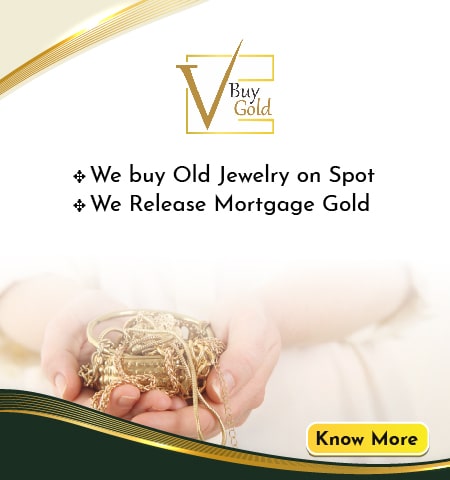 V
Buy
Gold
We buy Old Jewelry on Spot
We Release Mortgage Gold
Know More